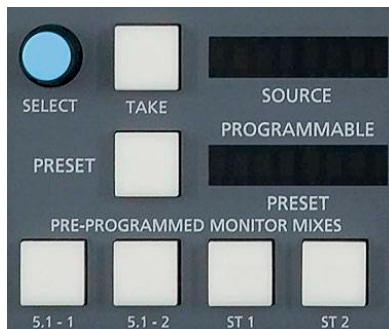 SELECT TAKE SOURCE
PROGRAMMABLE
PRESET
PRESET
PRE-PROGRAMMED MONITOR MIXES
5.1 - 1 5.1 - 2 ST 1 ST 2